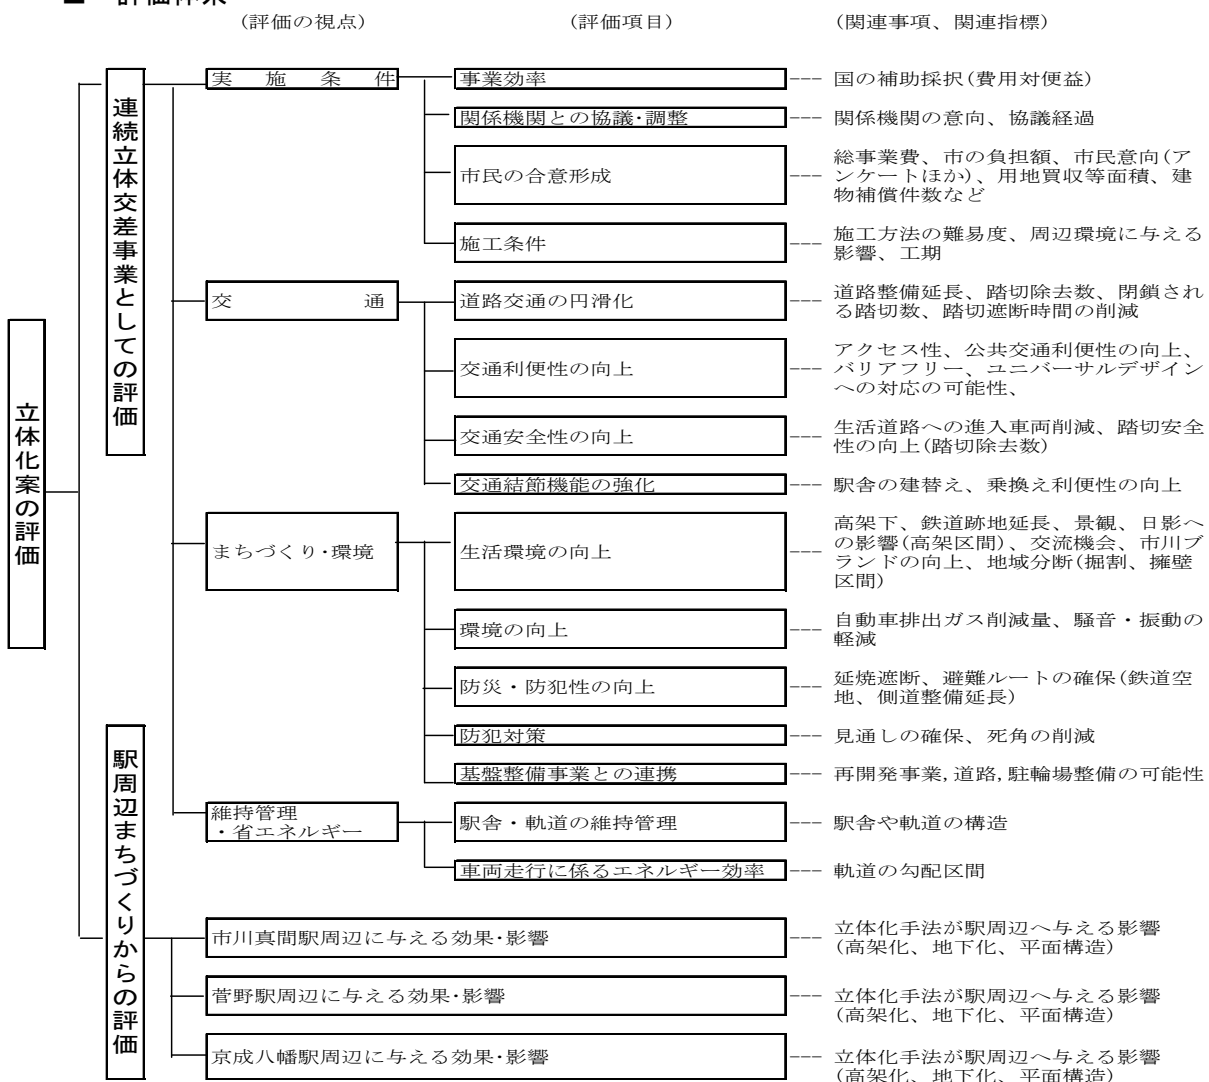 (評価の視点)
(評価項目)
(関連事項、関連指標)
立体化案の評価
連続立体交差事業としての評価
実施条件
事業効率
--- 国の補助採択(費用対便益)
関係機関との協議・調整
--- 関係機関の意向、協議経過
市民の合意形成
総事業費、市の負担額、市民意向(ア
--- ンケートほか)、用地買収等面積、建
物補償件数など
施工条件
--- 施工方法の難易度、周辺環境に与える
影響、工期
交通
道路交通の円滑化
--- 道路整備延長、踏切除去数、閉鎖され
る踏切数、踏切遮断時間の削減
交通利便性の向上
アクセス性、公共交通利便性の向上、
--- バリアフリー、ユニバーサルデザイン
への対応の可能性、
交通安全性の向上
--- 生活道路への進入車両削減、踏切安全
性の向上(踏切除去数)
交通結節機能の強化
--- 駅舎の建替え、乗換え利便性の向上
まちづくり・環境
生活環境の向上
高架下、鉄道跡地延長、景観、日影へ
--- の影響(高架区間)、交流機会、市川ブ
ランドの向上、地域分断(掘割、擁壁
区間)
環境の向上
--- 自動車排出ガス削減量、騒音・振動の
軽減
防災・防犯性の向上
--- 延焼遮断、避難ルートの確保(鉄道空
地、側道整備延長)
防犯対策
--- 見通しの確保、死角の削減
基盤整備事業との連携
--- 再開発事業,道路,駐輪場整備の可能性
維持管理
・省エネルギー
駅舎・軌道の維持管理
--- 駅舎や軌道の構造
車両走行に係るエネルギー効率
--- 軌道の勾配区間
駅周辺まちづくりからの評価
市川真間駅周辺に与える効果・影響
--- 立体化手法が駅周辺へ与える影響
(高架化、地下化、平面構造)
菅野駅周辺に与える効果・影響
--- 立体化手法が駅周辺へ与える影響
(高架化、地下化、平面構造)
京成八幡駅周辺に与える効果・影響
--- 立体化手法が駅周辺へ与える影響
(高架化、地下化、平面構造)